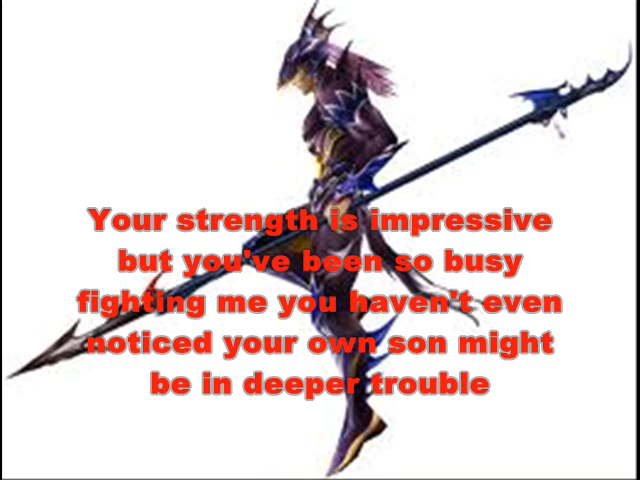 Your strength is impressive
but you've been so busy
fighting me you haven't even
noticed your own son might
be in deeper trouble